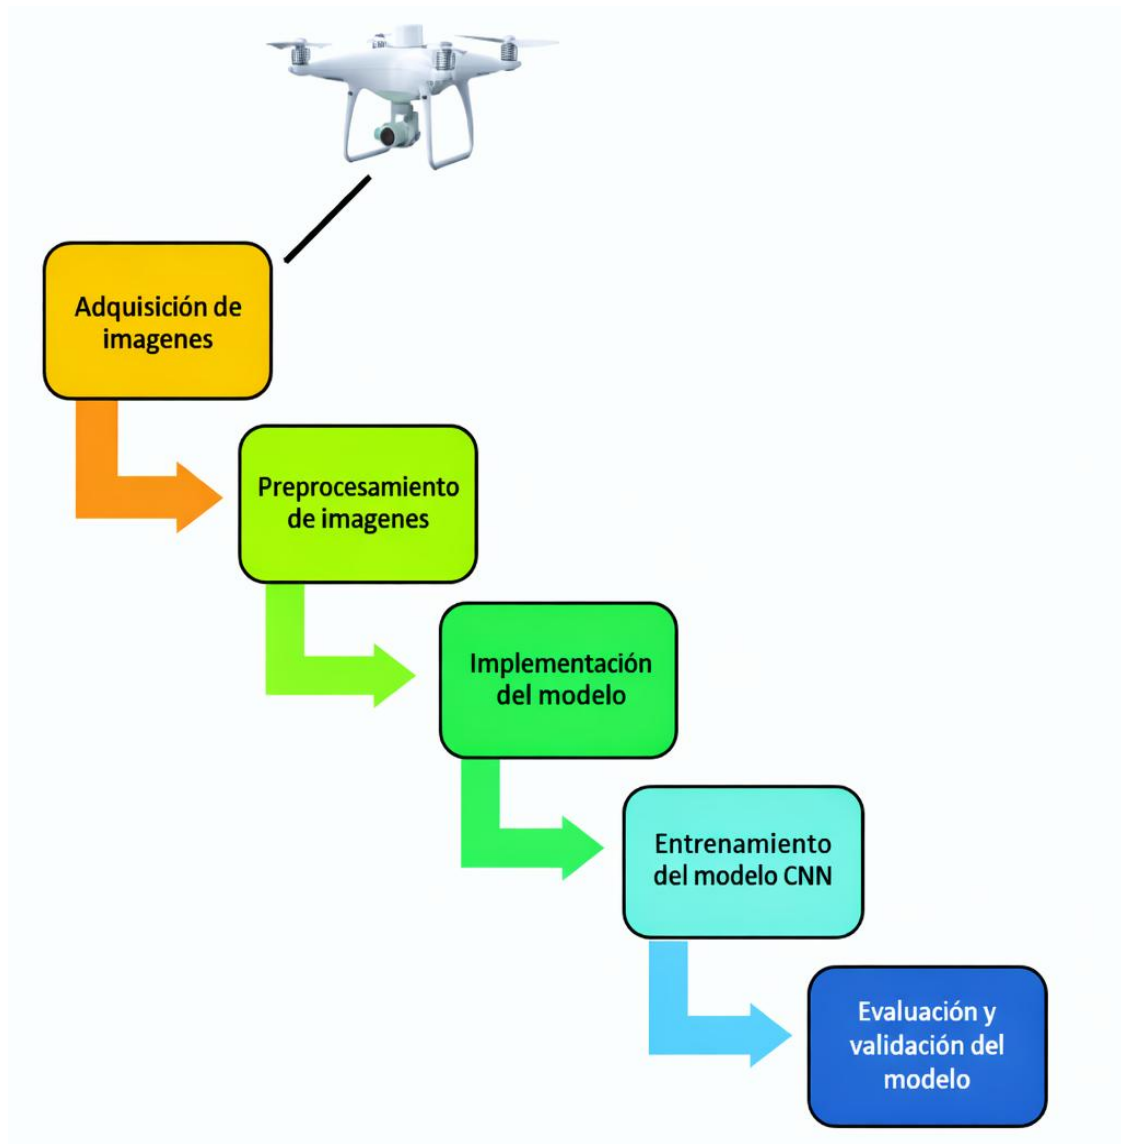 Adquisición de
imagenes
Preprocesamiento
de imagenes
Implementación
del modelo
Entrenamiento
del modelo CNN
Evaluación y
validación del
modelo